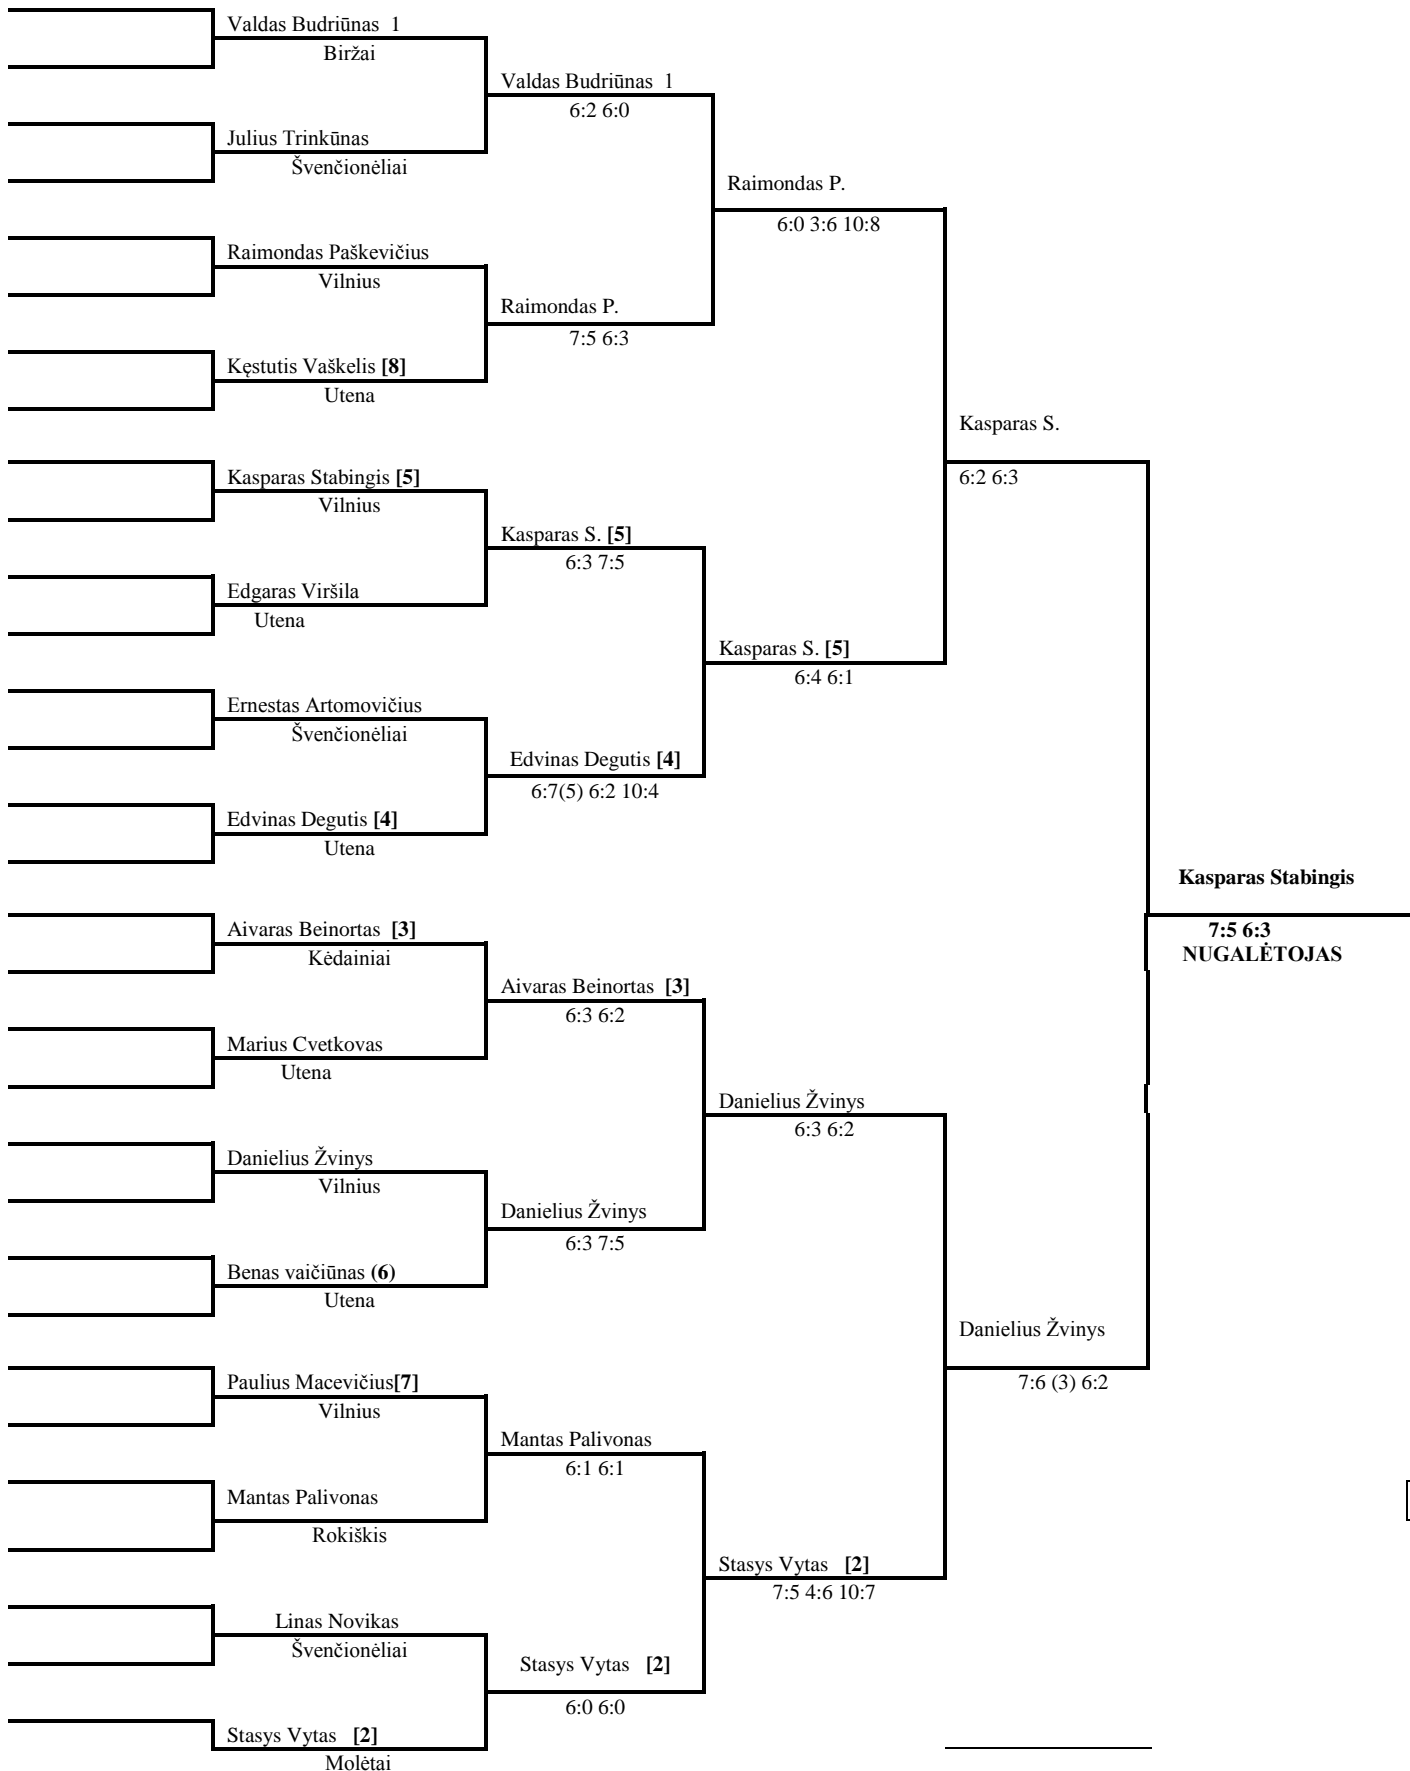 Valdas Budriūnas 1
Biržai
Valdas Budriūnas 1
6:2 6:0
Julius Trinkūnas
Švenčionėliai
Raimondas P.
6:0 3:6 10:8
Raimondas Paškevičius
Vilnius
Raimondas P.
7:5 6:3
Kęstutis Vaškelis [8]
Utena
Kasparas S.
6:2 6:3
Kasparas Stabingis [5]
Vilnius
Kasparas S. [5]
6:3 7:5
Edgaras Viršila
Utena
Kasparas S. [5]
6:4 6:1
Ernestas Artomovičius
Švenčionėliai
Edvinas Degutis [4]
6:7(5) 6:2 10:4
Edvinas Degutis [4]
Utena
Kasparas Stabingis
7:5 6:3
NUGALĖTOJAS
Aivaras Beinortas [3]
Kėdainiai
Aivaras Beinortas [3]
6:3 6:2
Marius Cvetkovas
Utena
Danielius Žvinys
6:3 6:2
Danielius Žvinys
Vilnius
Danielius Žvinys
6:3 7:5
Benas vaičiūnas (6)
Utena
Danielius Žvinys
7:6 (3) 6:2
Paulius Macevičius[7]
Vilnius
Mantas Palivonas
6:1 6:1
Mantas Palivonas
Rokiškis
Stasys Vytas [2]
7:5 4:6 10:7
Linas Novikas
Švenčionėliai
Stasys Vytas [2]
6:0 6:0
Stasys Vytas [2]
Molėtai